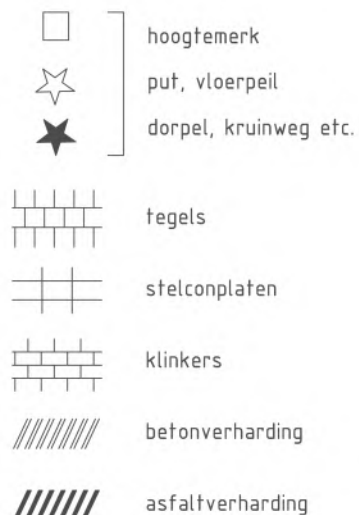 hoogtemerk
put, vloerpeil
dorpel, kruinweg etc.
tegels
stelconplaten
klinkers
betonverharding
asfaltverharding